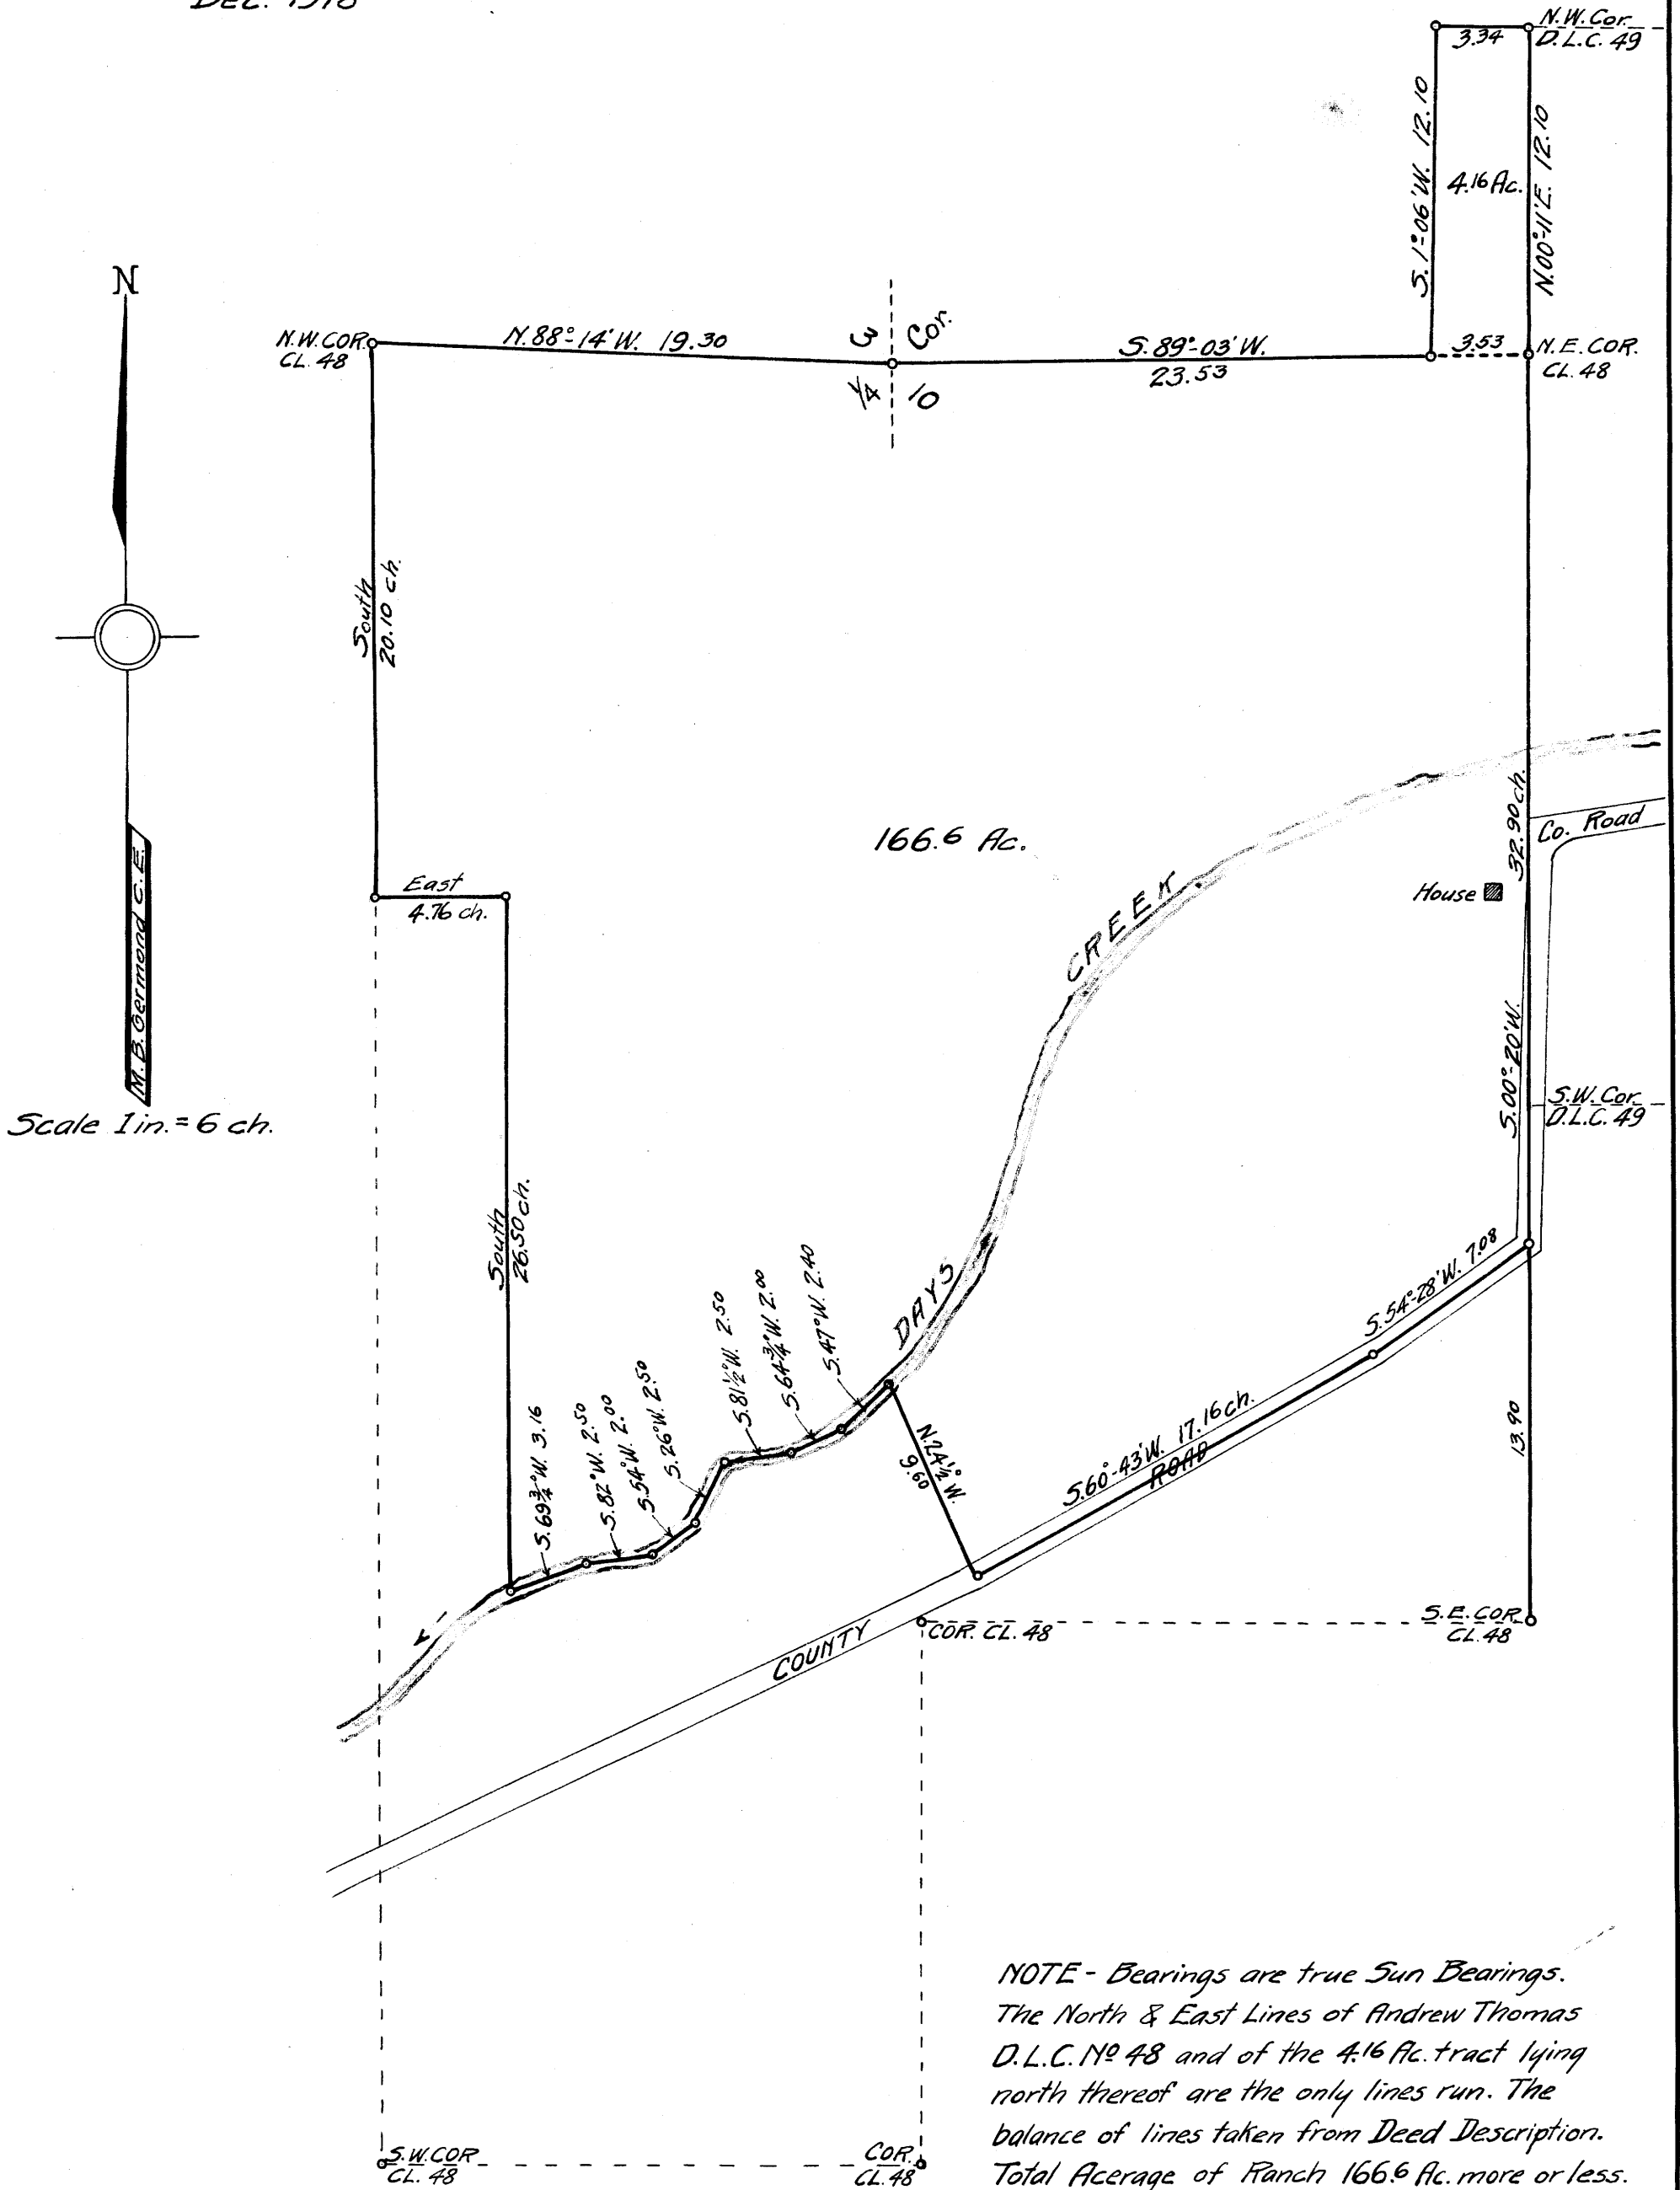 DEC. 1918
N.W. Cor.
D.L.C. 49
3.34
S. 1°-06' W. 12.10
4.16 Ac.
N. 00°-11' E. 12.10
N
N.W. COR.
CL. 48
N. 88°-14' W. 19.30
3
Cor.
1/4
10
S. 89°-03' W.
23.53
3.53
N.E. COR.
CL. 48
South
20.10 ch.
166.6 Ac.
32.90 ch.
Co. Road
House
East
4.76 ch.
CREEK
M. B. Germond C. E.
Scale 1 in. = 6 ch.
S. 00°-20' W.
S.W. Cor.
D.L.C. 49
South
26.50 ch.
DAYS
S. 69 3/4° W. 3.16
S. 82° W. 2.50
S. 54° W. 2.00
S. 26° W. 2.50
S. 81 1/2° W. 2.50
S. 64 3/4° W. 2.00
S. 47° W. 2.40
N. 24 1/2° W.
9.60
S. 60°-43' W. 17.16 ch.
ROAD
S. 54°-28' W. 7.08
13.90
COUNTY
COR. CL. 48
S.E. COR.
CL. 48
S.W. COR
CL. 48
COR.
CL. 48
NOTE - Bearings are true Sun Bearings.
The North & East Lines of Andrew Thomas
D.L.C. No 48 and of the 4.16 Ac. tract lying
north thereof are the only lines run. The
balance of lines taken from Deed Description.
Total Acerage of Ranch 166.6 Ac. more or less.